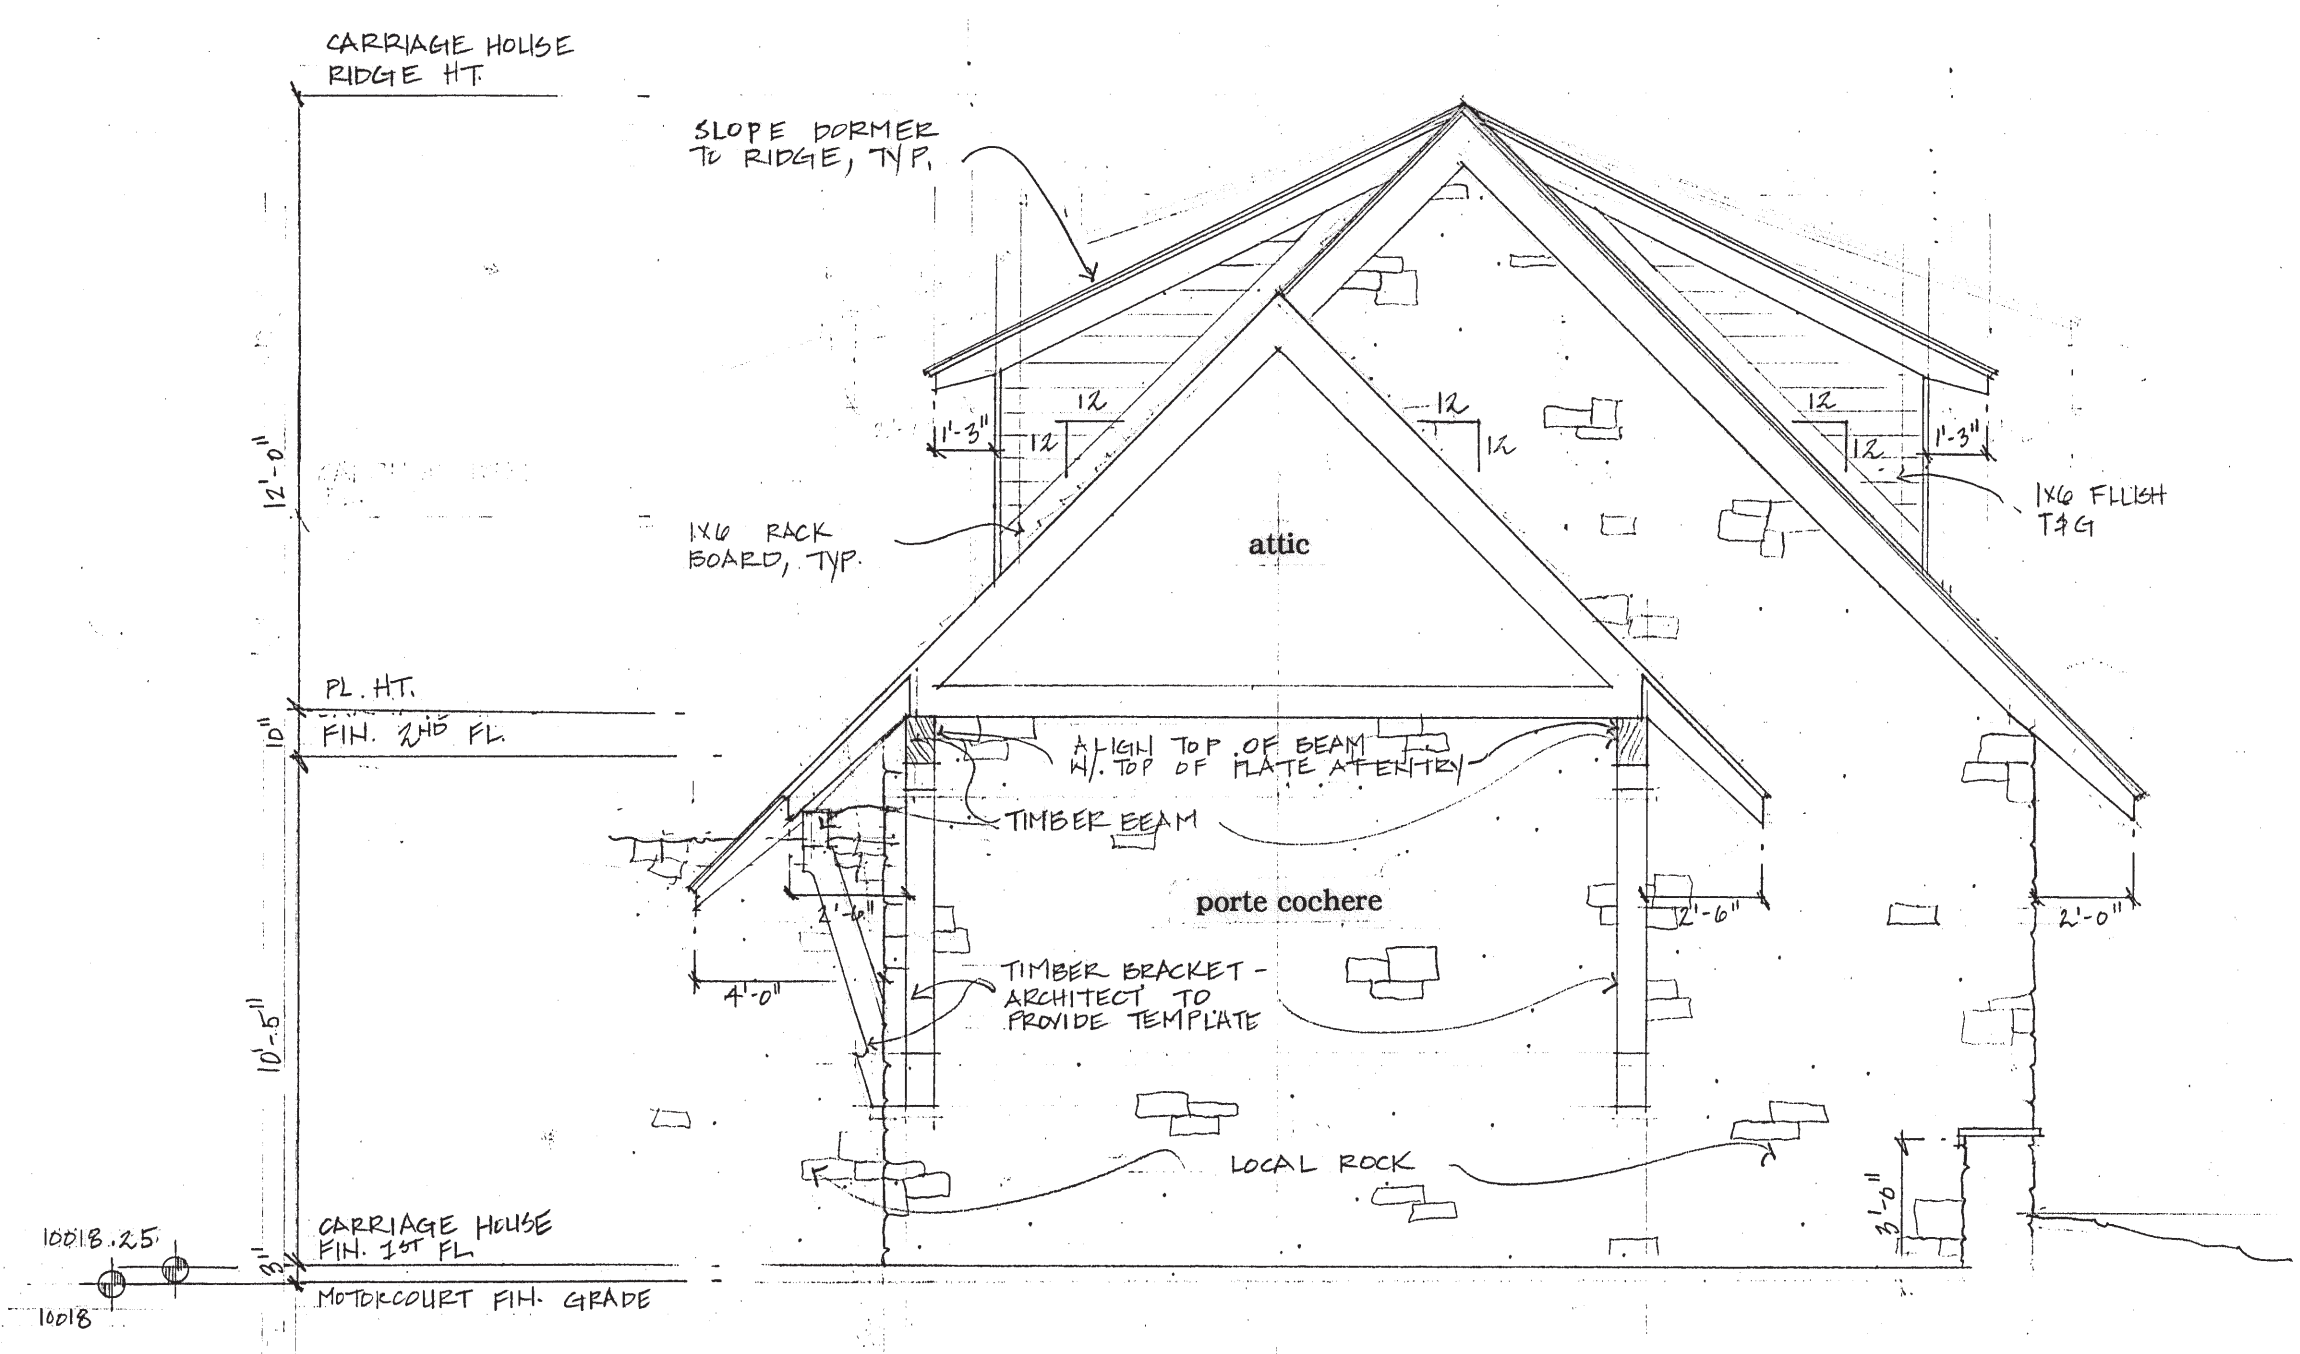 CARRIAGE HOUSE
RIDGE HT.
SLOPE DORMER
TO RIDGE, TYP.
12'-0"
1'-3"
12
12
12
12
12
12
1'-3"
1X6 FLUSH
T&G
1X6 RACK
BOARD, TYP.
attic
PL. HT.
10"
FIN. 2ND FL.
ALIGN TOP OF BEAM
W/. TOP OF PLATE AT ENTRY
TIMBER BEAM
porte cochere
2'-6"
2'-6"
2'-0"
4'-0"
TIMBER BRACKET -
ARCHITECT TO
PROVIDE TEMPLATE
10'-5"
LOCAL ROCK
3'-6"
10018.25
CARRIAGE HOUSE
FIN. 1ST FL
3"
MOTORCOURT FIN. GRADE
10018